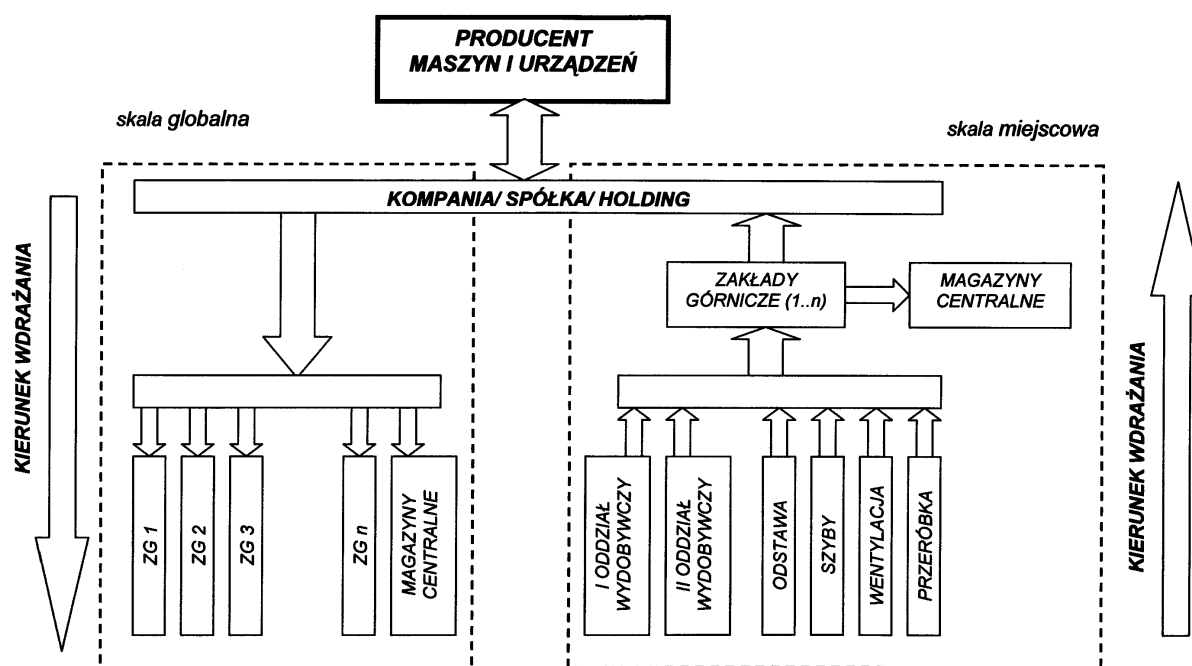 PRODUCENT
MASZYN I URZĄDZEŃ
skala globalna
skala miejscowa
KOMPANIA/ SPÓŁKA/ HOLDING
ZAKŁADY
GÓRNICZE (1..n)
MAGAZYNY
CENTRALNE
KIERUNEK WDRAŻANIA
KIERUNEK WDRAŻANIA
ZG 1
ZG 2
ZG 3
ZG n
MAGAZYNY
CENTRALNE
I ODDZIAŁ
WYDOBYWCZY
II ODDZIAŁ
WYDOBYWCZY
ODSTAWA
SZYBY
WENTYLACJA
PRZERÓBKA